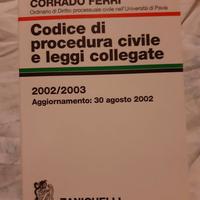 CORRADO FERRI
Ordinario di Diritto processuale civile nell'Università di Pavia
Codice di
procedura civile
e leggi collegate
2002/2003
Aggiornamento: 30 agosto 2002
ZANICHELLI